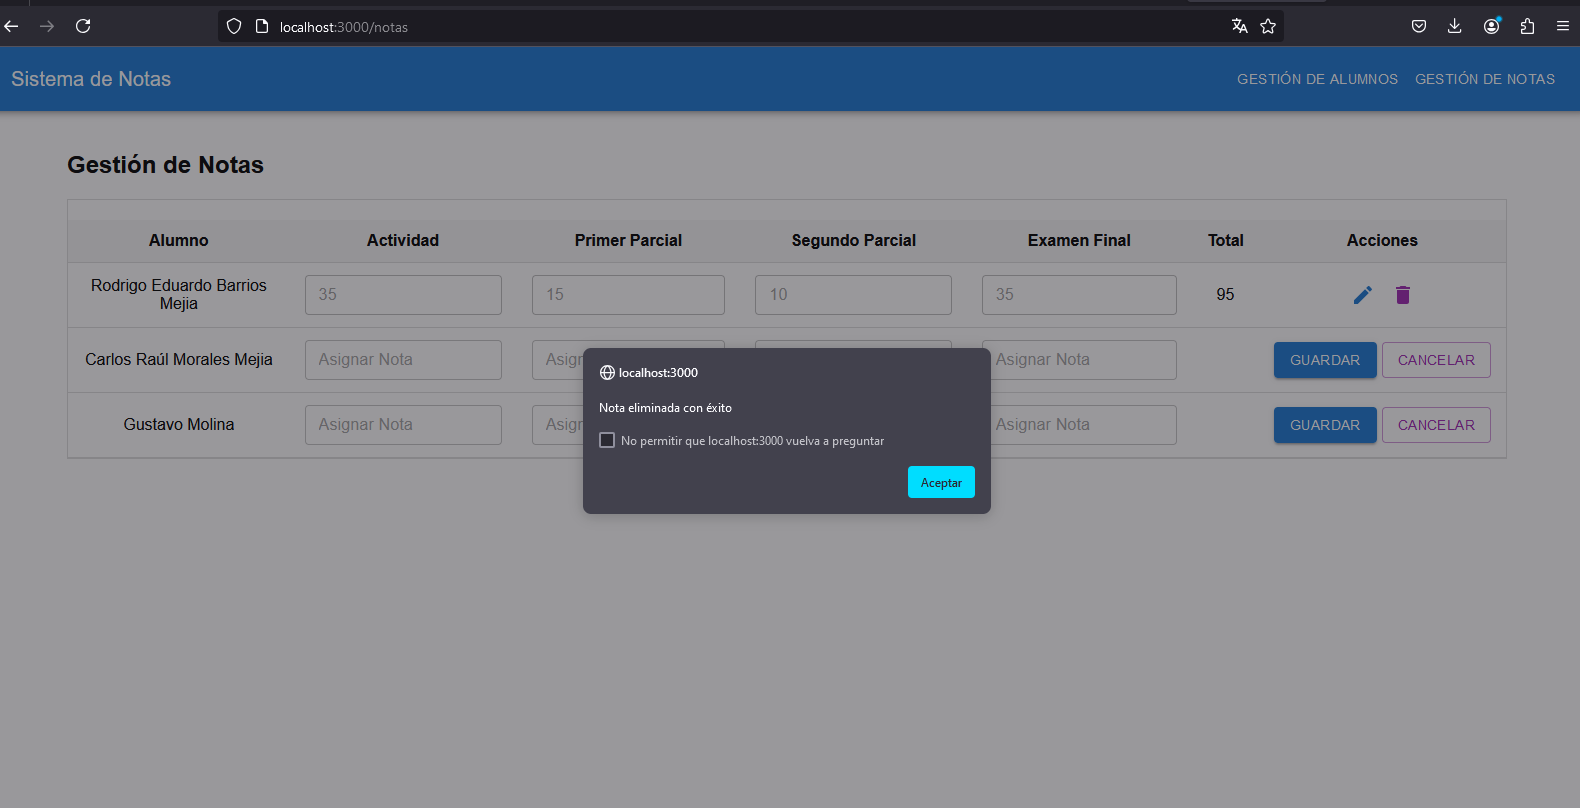 localhost:3000/notas
Sistema de Notas
GESTIÓN DE ALUMNOS
GESTIÓN DE NOTAS
Gestión de Notas
Alumno Actividad Primer Parcial Segundo Parcial Examen Final Total Acciones
Rodrigo Eduardo Barrios
Mejia
35 15 10 35 95
Carlos Raúl Morales Mejia Asignar Nota Asign Asignar Nota GUARDAR CANCELAR
Gustavo Molina Asignar Nota Asign Asignar Nota GUARDAR CANCELAR
localhost:3000
Nota eliminada con éxito
No permitir que localhost:3000 vuelva a preguntar
Aceptar